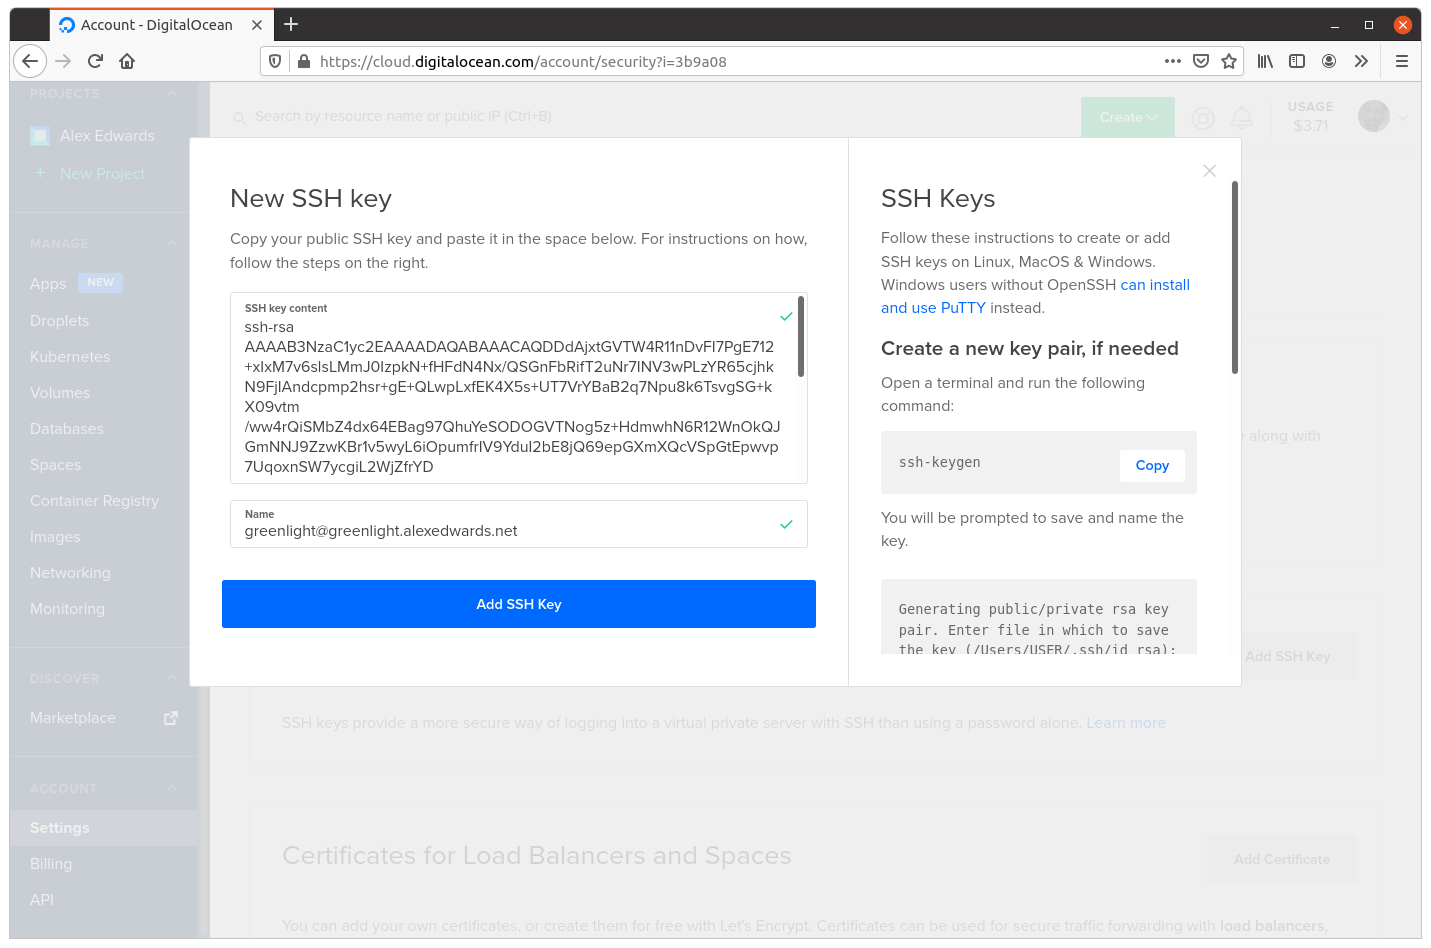 Account - DigitalOcean
https://cloud.digitalocean.com/account/security?i=3b9a08
PROJECTS
Alex Edwards
+ New Project
MANAGE
Apps NEW
Droplets
Kubernetes
Volumes
Databases
Spaces
Container Registry
Images
Networking
Monitoring
DISCOVER
Marketplace
ACCOUNT
Settings
Billing
API
Search by resource name or public IP (Ctrl+B)
Create
USAGE
$3.71
New SSH key
Copy your public SSH key and paste it in the space below. For instructions on how,
follow the steps on the right.
SSH key content
ssh-rsa
AAAAB3NzaC1yc2EAAAADAQABAAACAQDDdAjxtGVTW4R11nDvFl7PgE712
+xIxM7v6slsLMmJ0IzpkN+fHFdN4Nx/QSGnFbRifT2uNr7INV3wPLzYR65cjhk
N9FjIAndcpmp2hsr+gE+QLwpLxfEK4X5s+UT7VrYBaB2q7Npu8k6TsvgSG+k
X09vtm
/ww4rQiSMbZ4dx64EBag97QhuYeSODOGVTNog5z+HdmwhN6R12WnOkQJ
GmNNJ9ZzwKBr1v5wyL6iOpumfrIV9YduI2bE8jQ69epGXmXQcVSpGtEpwvp
7UqoxnSW7ycgiL2WjZfrYD
Name
greenlight@greenlight.alexedwards.net
Add SSH Key
SSH Keys
Follow these instructions to create or add
SSH keys on Linux, MacOS & Windows.
Windows users without OpenSSH can install
and use PuTTY instead.
Create a new key pair, if needed
Open a terminal and run the following
command:
ssh-keygen
Copy
You will be prompted to save and name the
key.
Generating public/private rsa key
pair. Enter file in which to save
the key (/Users/USER/.ssh/id_rsa):
along with
Add SSH Key
SSH keys provide a more secure way of logging into a virtual private server with SSH than using a password alone. Learn more
Certificates for Load Balancers and Spaces
Add Certificate
You can add your own certificates, or create them for free with Let's Encrypt. Certificates can be used for secure traffic forwarding with load balancers,